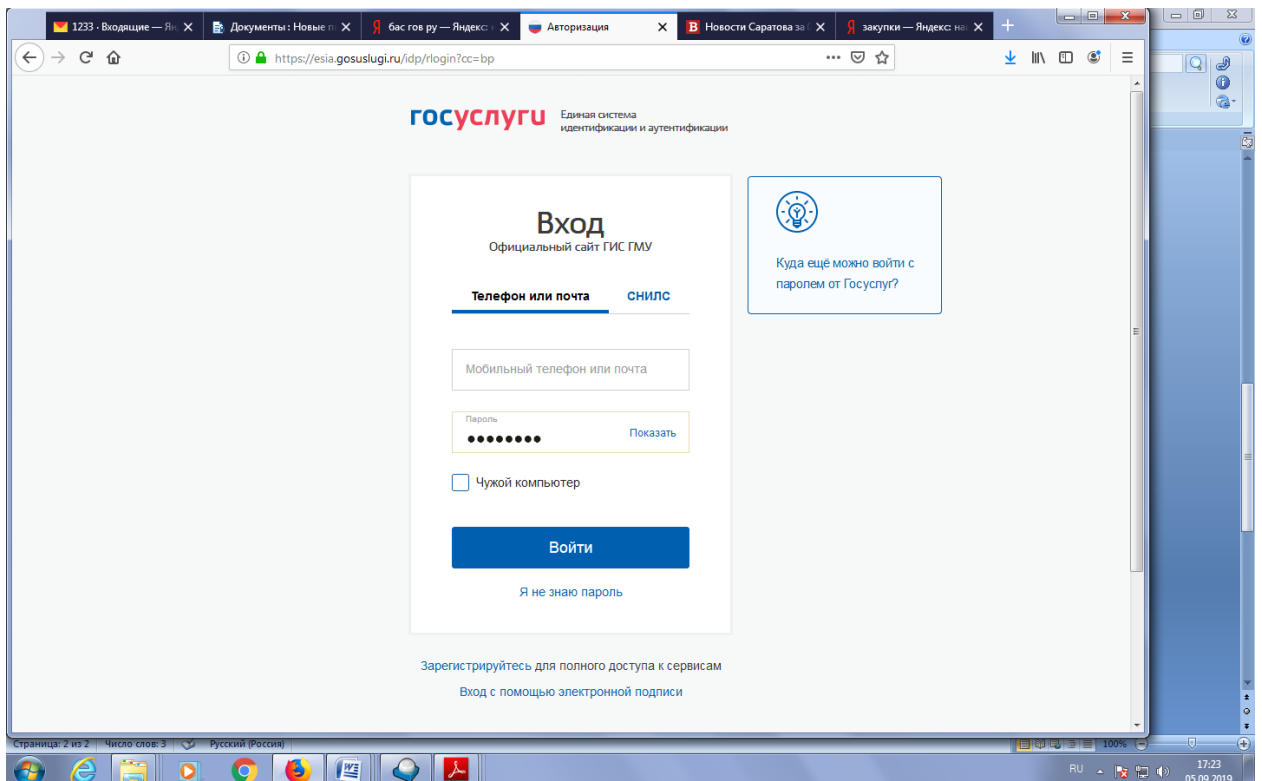 1233 · Входящие — Ян
Документы : Новые п
бас гов ру — Яндекс: н
Авторизация
Новости Саратова за
закупки — Яндекс: на
https://esia.gosuslugi.ru/idp/rlogin?cc=bp
госуслуги
Единая система
идентификации и аутентификации
Вход
Официальный сайт ГИС ГМУ
Телефон или почта
СНИЛС
Мобильный телефон или почта
Пароль
Показать
Чужой компьютер
Войти
Я не знаю пароль
Куда ещё можно войти с
паролем от Госуслуг?
Зарегистрируйтесь для полного доступа к сервисам
Вход с помощью электронной подписи
Страница: 2 из 2 Число слов: 3 Русский (Россия) 100%
RU 17:23
05.09.2019